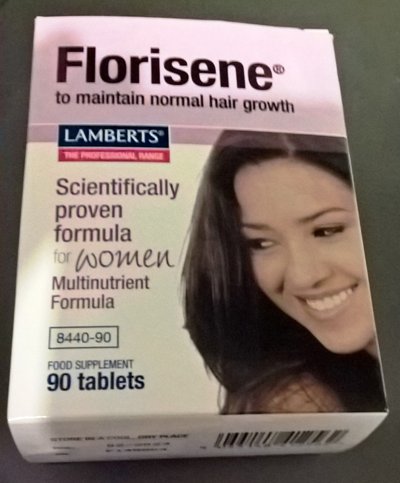 Florisene®
to maintain normal hair growth
LAMBERTS®
THE PROFESSIONAL RANGE
Scientifically
proven
formula
for women
Multinutrient
Formula
8440-90
FOOD SUPPLEMENT
90 tablets
STORE IN A COOL, DRY PLACE